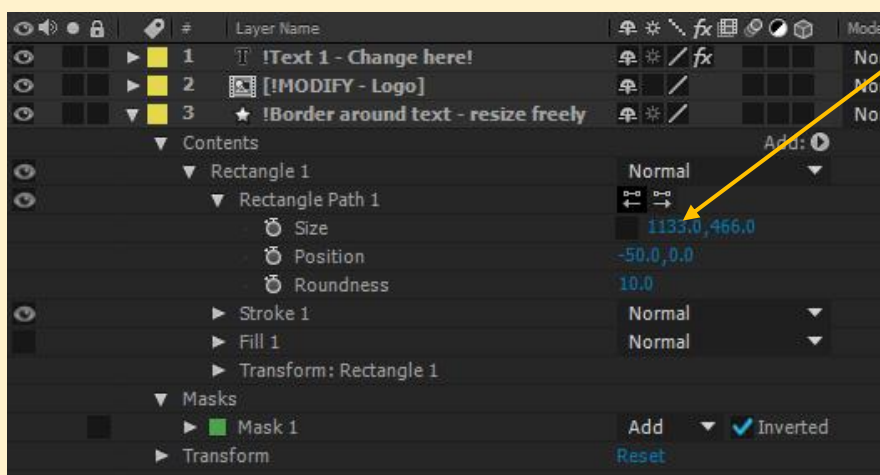 # Layer Name fx Mode
1 T !Text 1 - Change here! fx No
2 [!MODIFY - Logo] No
3 !Border around text - resize freely No
Contents Add:
Rectangle 1 Normal
Rectangle Path 1
Size 1133.0,466.0
Position -50.0,0.0
Roundness 10.0
Stroke 1 Normal
Fill 1 Normal
Transform: Rectangle 1
Masks
Mask 1 Add Inverted
Transform Reset